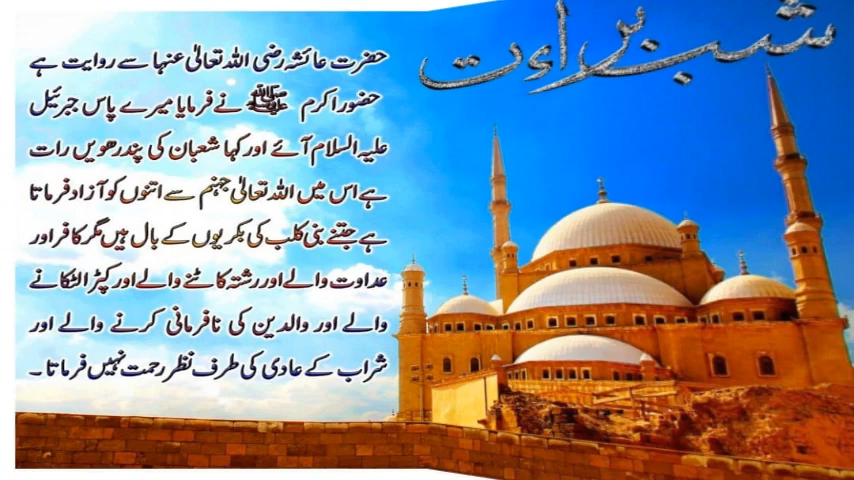 شب براءت
حضرت عائشہ رضی اللہ تعالیٰ عنہا سے روایت ہے
حضور اکرم ﷺ نے فرمایا میرے پاس جبرئیل
علیہ السلام آئے اور کہا شعبان کی پندرھویں رات
ہے اس میں اللہ تعالیٰ جہنم سے اتنوں کو آزاد فرماتا
ہے جتنے بنی کلب کی بکریوں کے بال ہیں مگر کافر اور
عداوت والے اور رشتہ کاٹنے والے اور کپڑا لٹکانے
والے اور والدین کی نافرمانی کرنے والے اور
شراب کے عادی کی طرف نظر رحمت نہیں فرماتا ۔